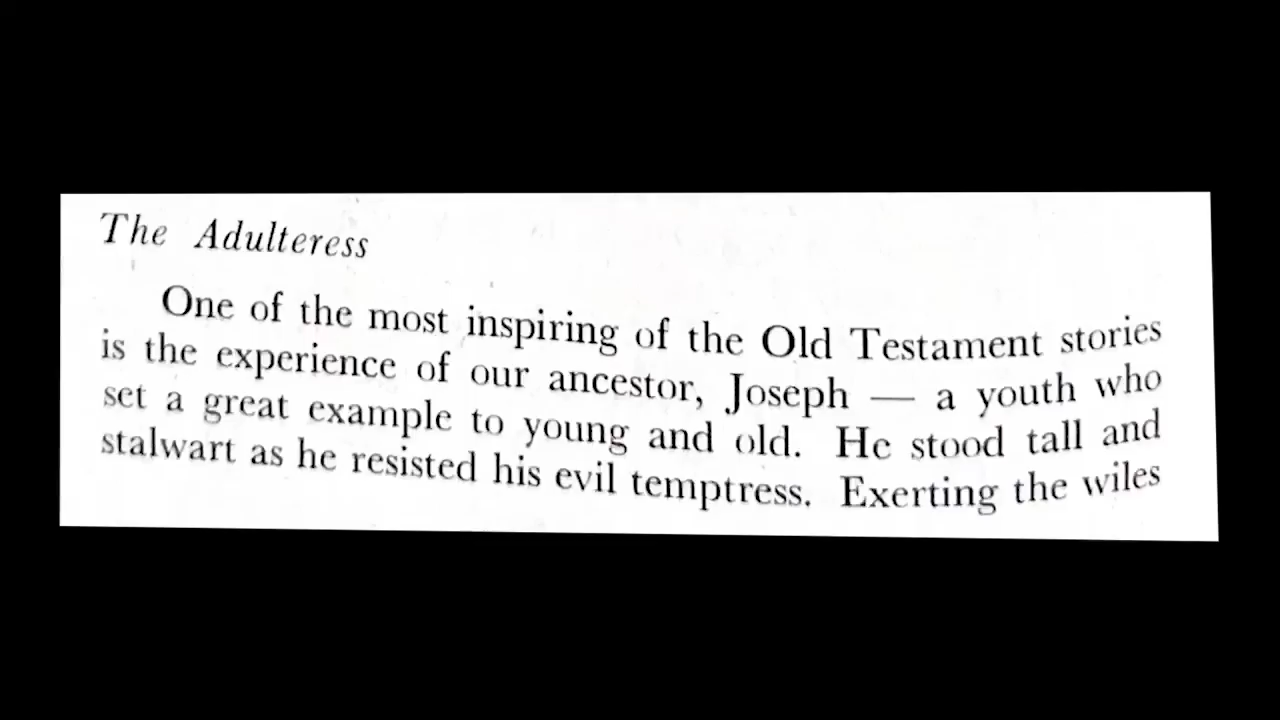 The Adulteress
One of the most inspiring of the Old Testament stories
is the experience of our ancestor, Joseph — a youth who
set a great example to young and old. He stood tall and
stalwart as he resisted his evil temptress. Exerting the wiles